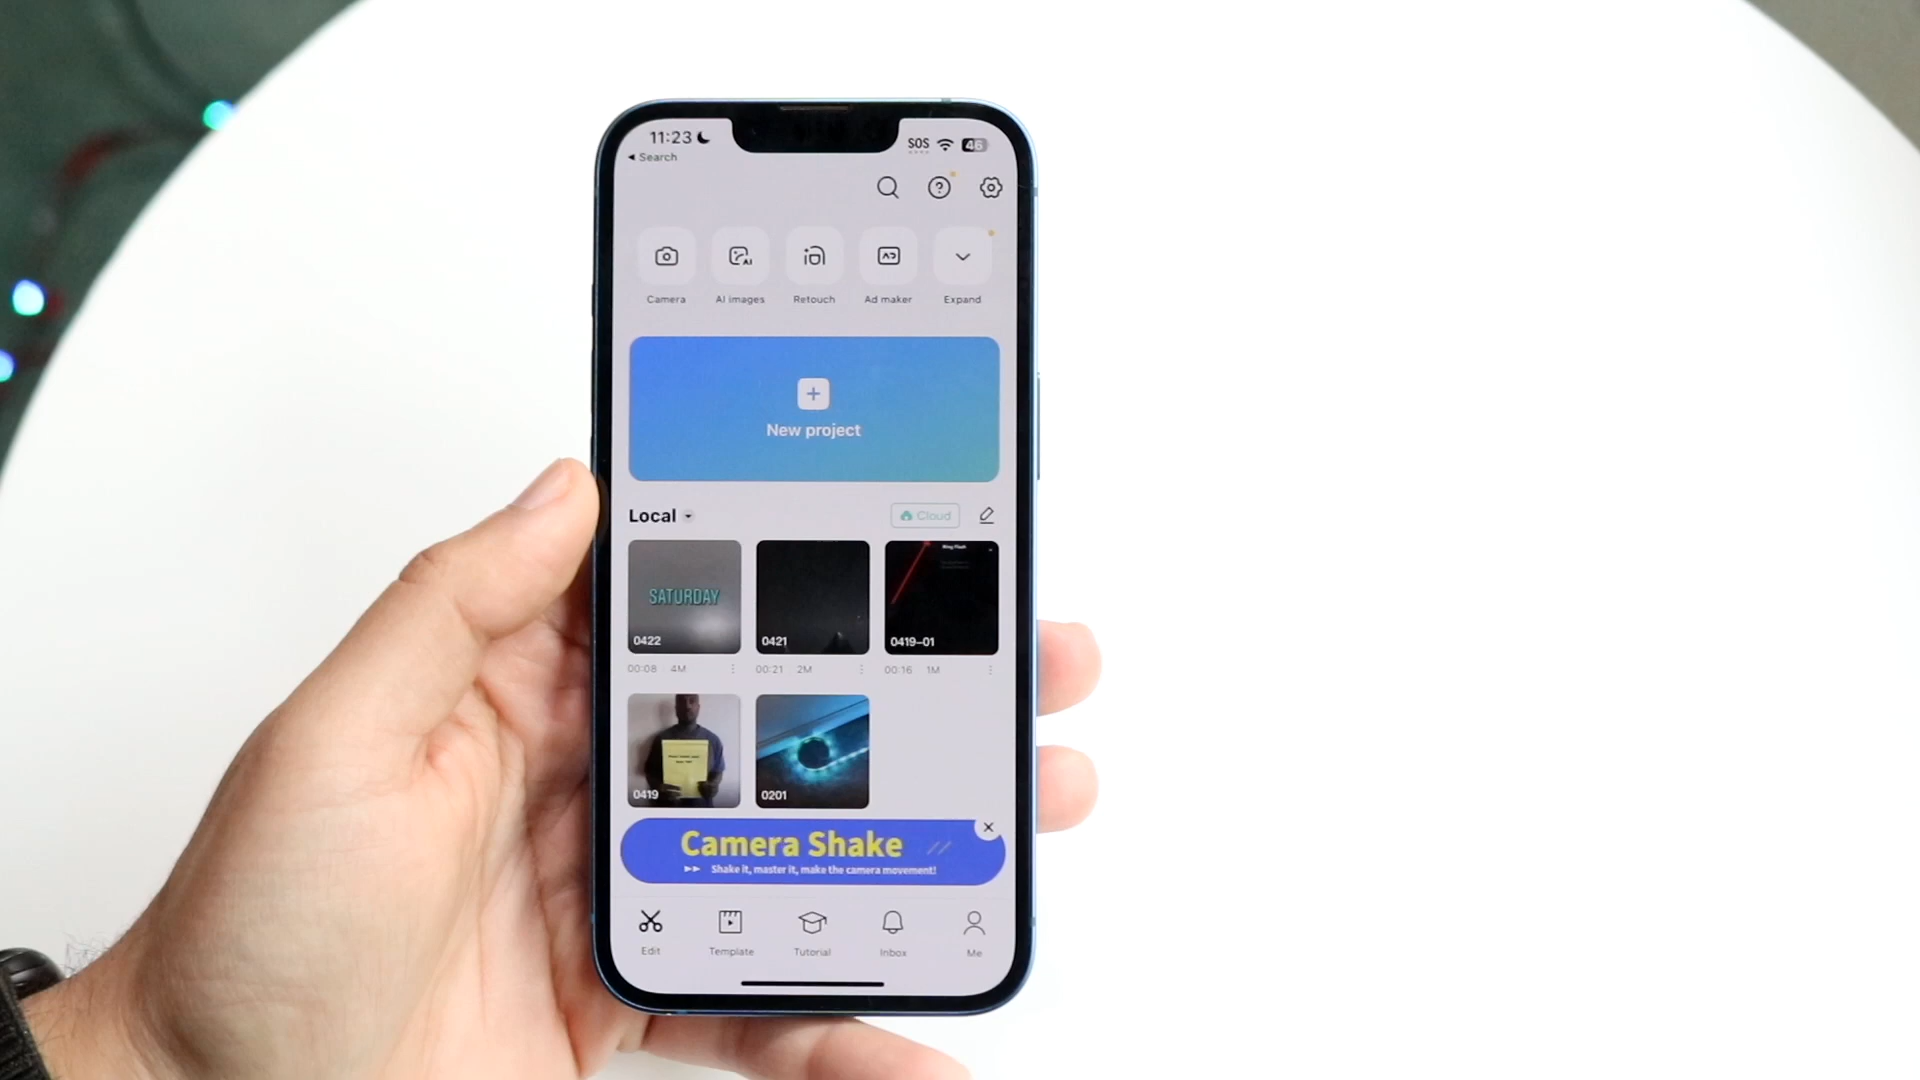 11:23
SOS 46
Search
Camera AI images Retouch Ad maker Expand
New project
Local Cloud
SATURDAY
0422 0421 0419-01
00:08 4M 00:21 2M 00:16 1M
0419 0201
Camera Shake
Shake it, master it, make the camera movement!
Edit Template Tutorial Inbox Me